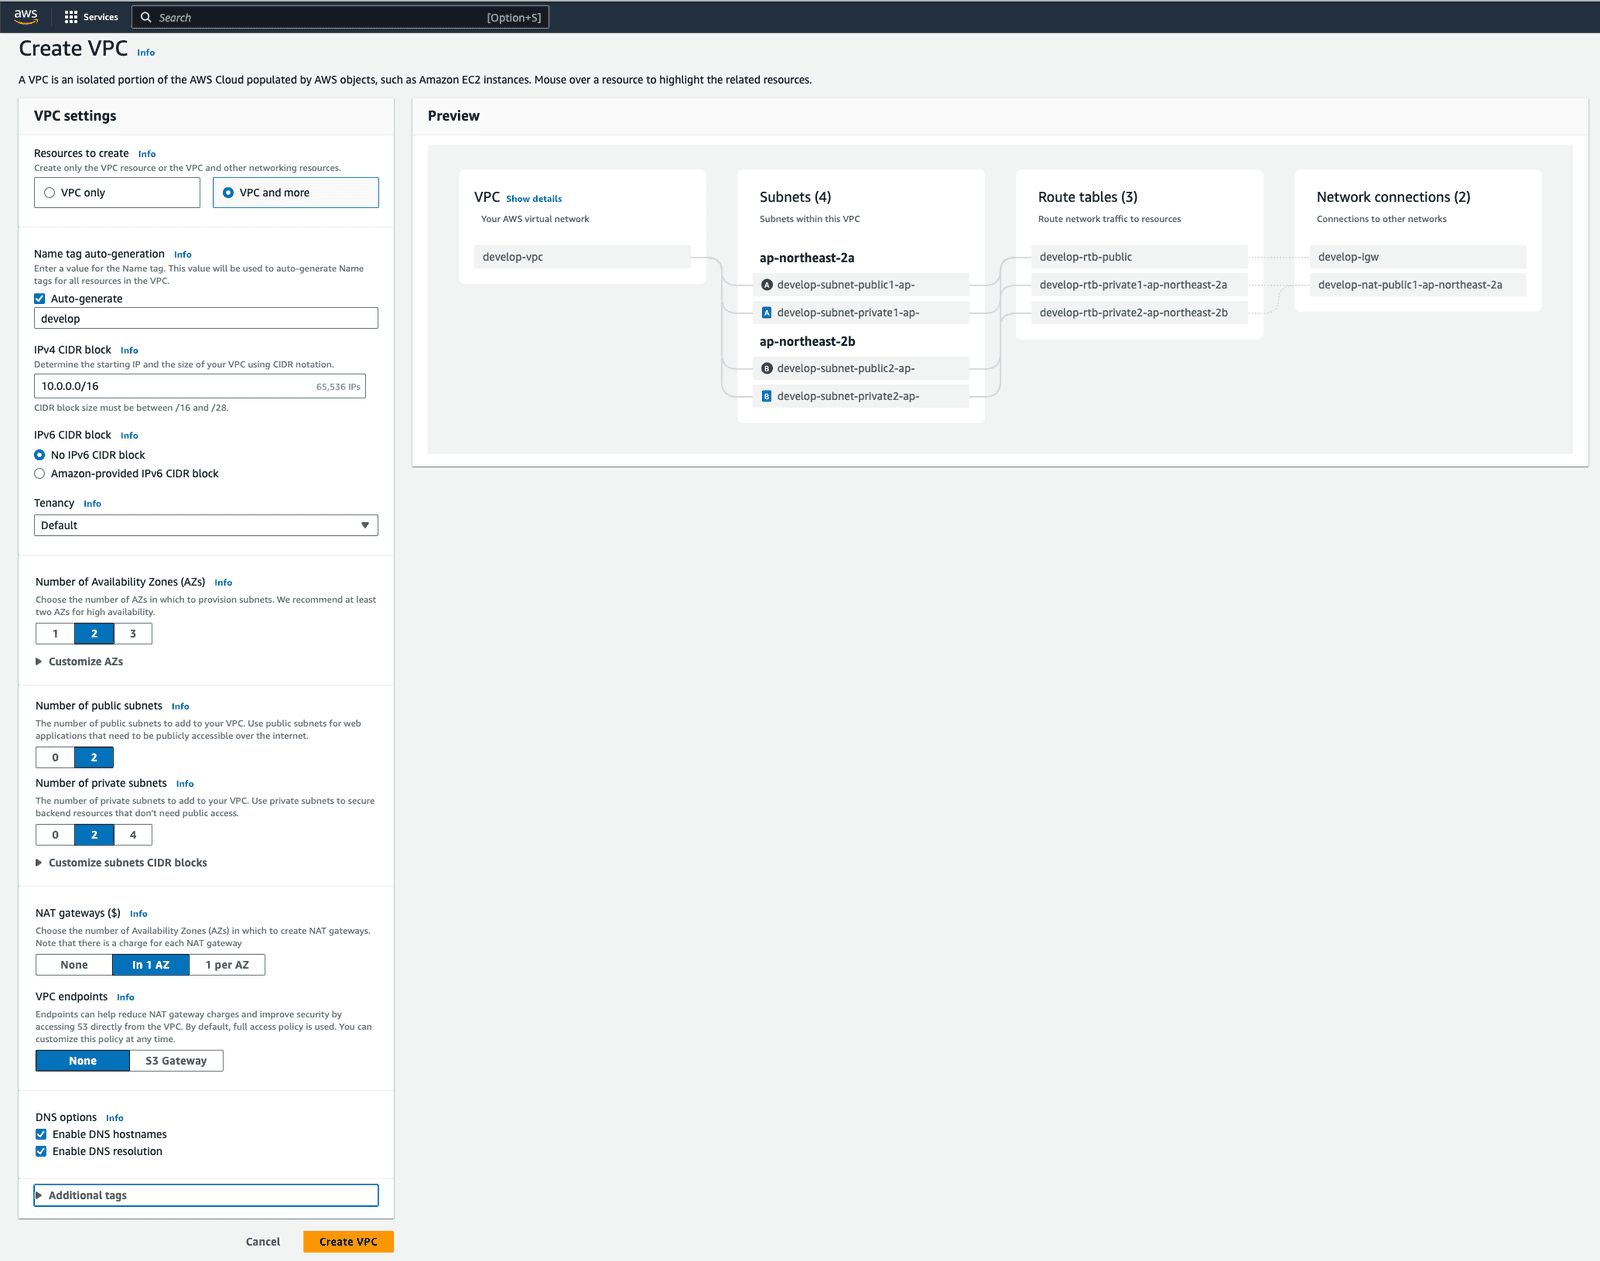 aws
Services
Search
[Option+S]
Create VPC Info
A VPC is an isolated portion of the AWS Cloud populated by AWS objects, such as Amazon EC2 instances. Mouse over a resource to highlight the related resources.
VPC settings
Resources to create Info
Create only the VPC resource or the VPC and other networking resources.
VPC only
VPC and more
Name tag auto-generation Info
Enter a value for the Name tag. This value will be used to auto-generate Name
tags for all resources in the VPC.
Auto-generate
develop
IPv4 CIDR block Info
Determine the starting IP and the size of your VPC using CIDR notation.
10.0.0.0/16
65,536 IPs
CIDR block size must be between /16 and /28.
IPv6 CIDR block Info
No IPv6 CIDR block
Amazon-provided IPv6 CIDR block
Tenancy Info
Default
Number of Availability Zones (AZs) Info
Choose the number of AZs in which to provision subnets. We recommend at least
two AZs for high availability.
1 2 3
Customize AZs
Number of public subnets Info
The number of public subnets to add to your VPC. Use public subnets for web
applications that need to be publicly accessible over the internet.
0 2
Number of private subnets Info
The number of private subnets to add to your VPC. Use private subnets to secure
backend resources that don't need public access.
0 2 4
Customize subnets CIDR blocks
NAT gateways ($) Info
Choose the number of Availability Zones (AZs) in which to create NAT gateways.
Note that there is a charge for each NAT gateway
None In 1 AZ 1 per AZ
VPC endpoints Info
Endpoints can help reduce NAT gateway charges and improve security by
accessing S3 directly from the VPC. By default, full access policy is used. You can
customize this policy at any time.
None S3 Gateway
DNS options Info
Enable DNS hostnames
Enable DNS resolution
Additional tags
Cancel
Create VPC
Preview
VPC Show details
Your AWS virtual network
develop-vpc
Subnets (4)
Subnets within this VPC
ap-northeast-2a
A develop-subnet-public1-ap-
A develop-subnet-private1-ap-
ap-northeast-2b
B develop-subnet-public2-ap-
B develop-subnet-private2-ap-
Route tables (3)
Route network traffic to resources
develop-rtb-public
develop-rtb-private1-ap-northeast-2a
develop-rtb-private2-ap-northeast-2b
Network connections (2)
Connections to other networks
develop-igw
develop-nat-public1-ap-northeast-2a